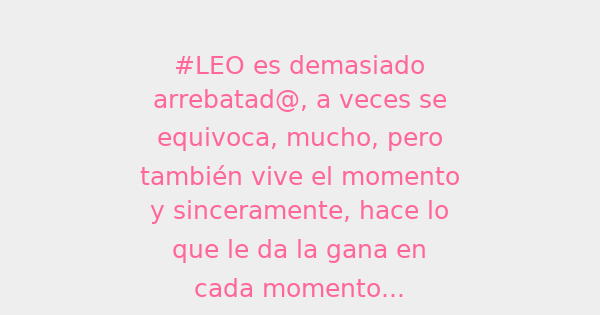 #LEO es demasiado
arrebatad@, a veces se
equivoca, mucho, pero
también vive el momento
y sinceramente, hace lo
que le da la gana en
cada momento...